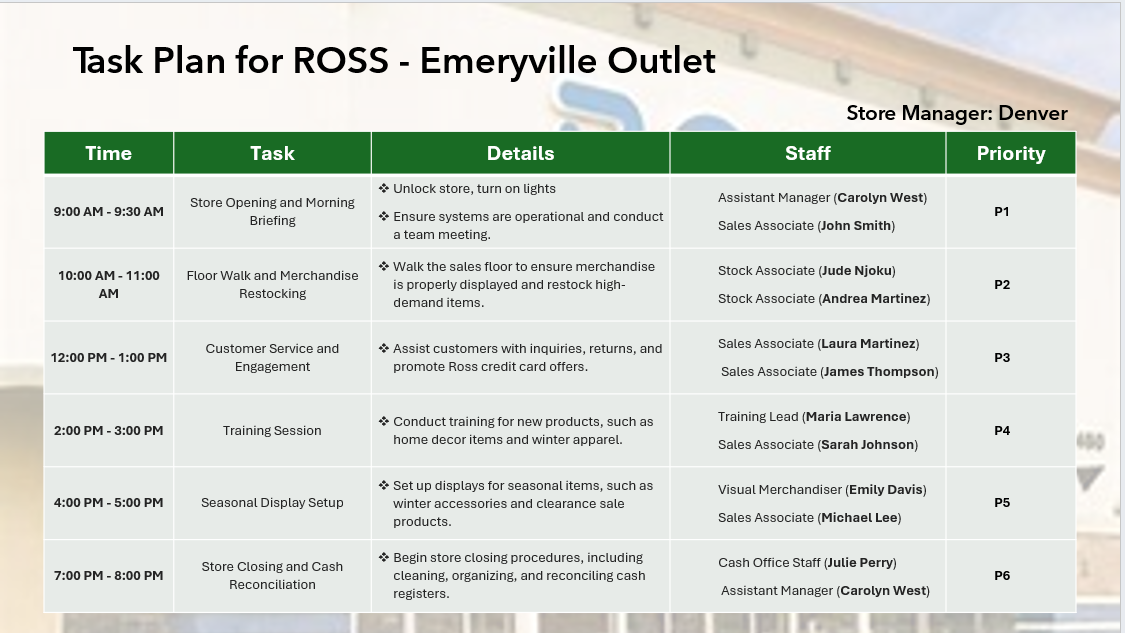 Task Plan for ROSS - Emeryville Outlet
Store Manager: Denver
Time Task Details Staff Priority
9:00 AM - 9:30 AM
Store Opening and Morning
Briefing
❖ Unlock store, turn on lights
❖ Ensure systems are operational and conduct
a team meeting.
Assistant Manager (Carolyn West)
Sales Associate (John Smith)
P1
10:00 AM - 11:00
AM
Floor Walk and Merchandise
Restocking
❖ Walk the sales floor to ensure merchandise
is properly displayed and restock high-
demand items.
Stock Associate (Jude Njoku)
Stock Associate (Andrea Martinez)
P2
12:00 PM - 1:00 PM
Customer Service and
Engagement
❖ Assist customers with inquiries, returns, and
promote Ross credit card offers.
Sales Associate (Laura Martinez)
Sales Associate (James Thompson)
P3
2:00 PM - 3:00 PM
Training Session
❖ Conduct training for new products, such as
home decor items and winter apparel.
Training Lead (Maria Lawrence)
Sales Associate (Sarah Johnson)
P4
4:00 PM - 5:00 PM
Seasonal Display Setup
❖ Set up displays for seasonal items, such as
winter accessories and clearance sale
products.
Visual Merchandiser (Emily Davis)
Sales Associate (Michael Lee)
P5
7:00 PM - 8:00 PM
Store Closing and Cash
Reconciliation
❖ Begin store closing procedures, including
cleaning, organizing, and reconciling cash
registers.
Cash Office Staff (Julie Perry)
Assistant Manager (Carolyn West)
P6